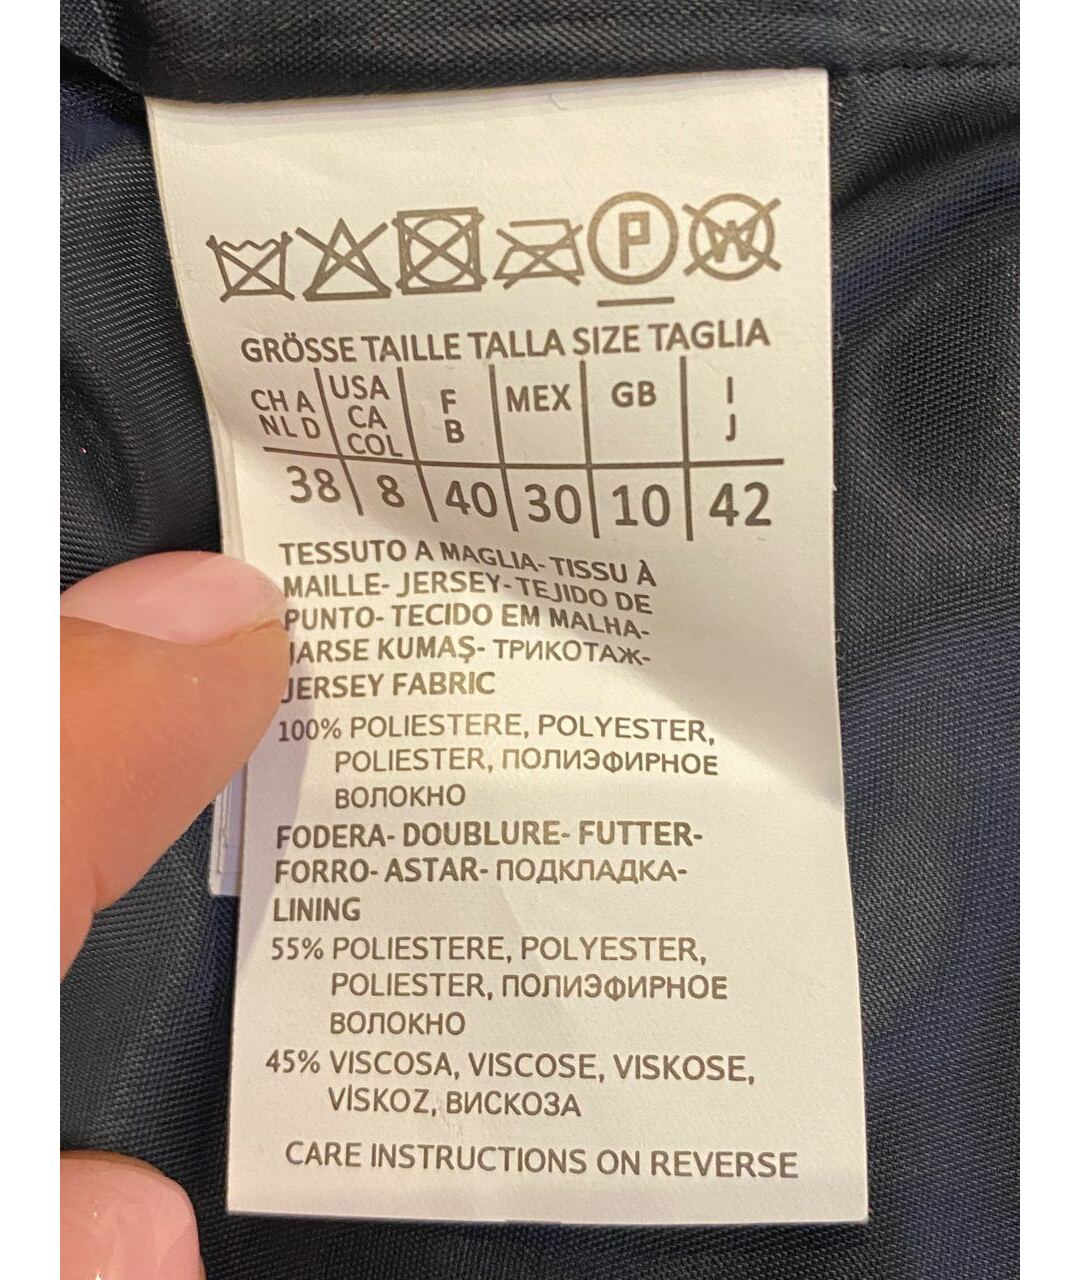 P W
GRÖSSE TAILLE TALLA SIZE TAGLIA
CH A NL D USA CA COL F B MEX GB I J
38 8 40 30 10 42
TESSUTO A MAGLIA- TISSU À
MAILLE- JERSEY- TEJIDO DE
PUNTO- TECIDO EM MALHA-
JARSE KUMAŞ- ТРИКОТАЖ-
JERSEY FABRIC
100% POLIESTERE, POLYESTER,
POLIESTER, ПОЛИЭФИРНОЕ
ВОЛОКНО
FODERA- DOUBLURE- FUTTER-
FORRO- ASTAR- ПОДКЛАДКА-
LINING
55% POLIESTERE, POLYESTER,
POLIESTER, ПОЛИЭФИРНОЕ
ВОЛОКНО
45% VISCOSA, VISCOSE, VISKOSE,
VİSKOZ, ВИСКОЗА
CARE INSTRUCTIONS ON REVERSE